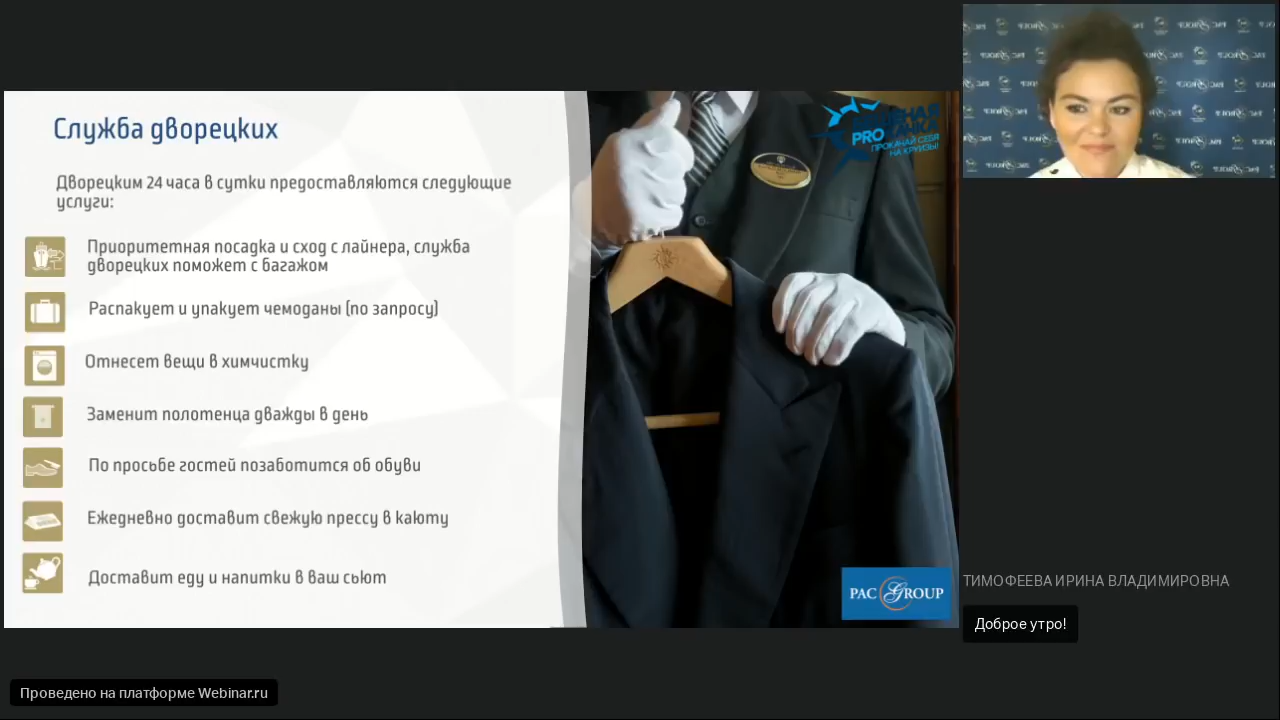 Служба дворецких
Дворецким 24 часа в сутки предоставляются следующие
услуги:
Приоритетная посадка и сход с лайнера, служба
дворецких поможет с багажом
Распакует и упакует чемоданы (по запросу)
Отнесет вещи в химчистку
Заменит полотенца дважды в день
По просьбе гостей позаботится об обуви
Ежедневно доставит свежую прессу в каюту
Доставит еду и напитки в ваш сьют
PRO
ПРОКАЧАЙ СЕБЯ
НА КРУИЗЫ!
PAC GROUP
ТИМОФЕЕВА ИРИНА ВЛАДИМИРОВНА
Доброе утро!
Проведено на платформе Webinar.ru